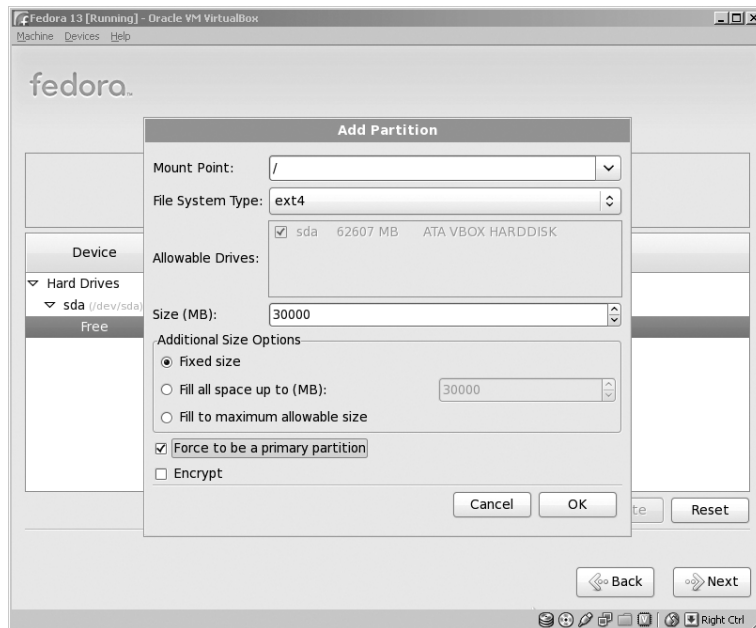 Fedora 13 [Running] - Oracle VM VirtualBox
Machine Devices Help
fedora
Add Partition
Mount Point: /
File System Type: ext4
Allowable Drives: sda 62607 MB ATA VBOX HARDDISK
Device
Hard Drives
sda (/dev/sda)
Free
Size (MB): 30000
Additional Size Options
Fixed size
Fill all space up to (MB): 30000
Fill to maximum allowable size
Force to be a primary partition
Encrypt
Cancel OK
te Reset
Back Next
Right Ctrl